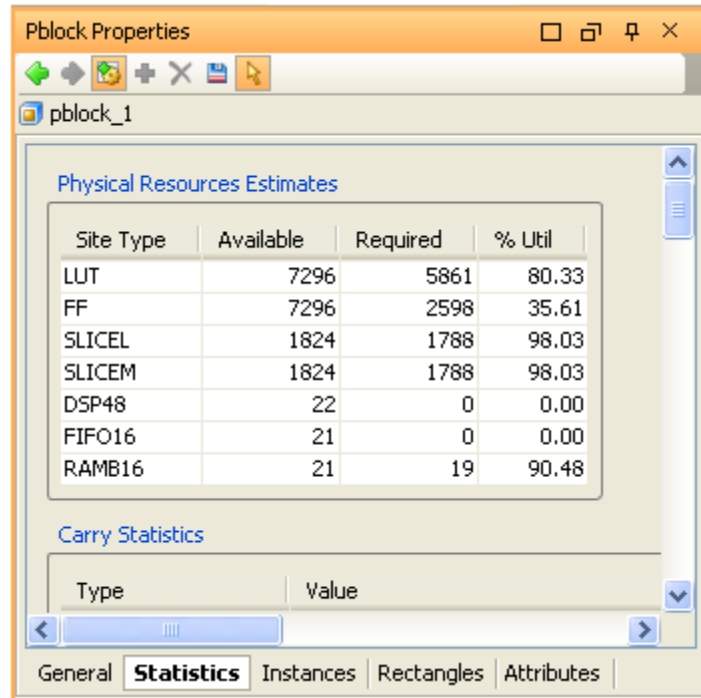 Pblock Properties
pblock_1
Physical Resources Estimates
Site Type Available Required % Util
LUT 7296 5861 80.33
FF 7296 2598 35.61
SLICEL 1824 1788 98.03
SLICEM 1824 1788 98.03
DSP48 22 0 0.00
FIFO16 21 0 0.00
RAMB16 21 19 90.48
Carry Statistics
Type Value
General Statistics Instances Rectangles Attributes